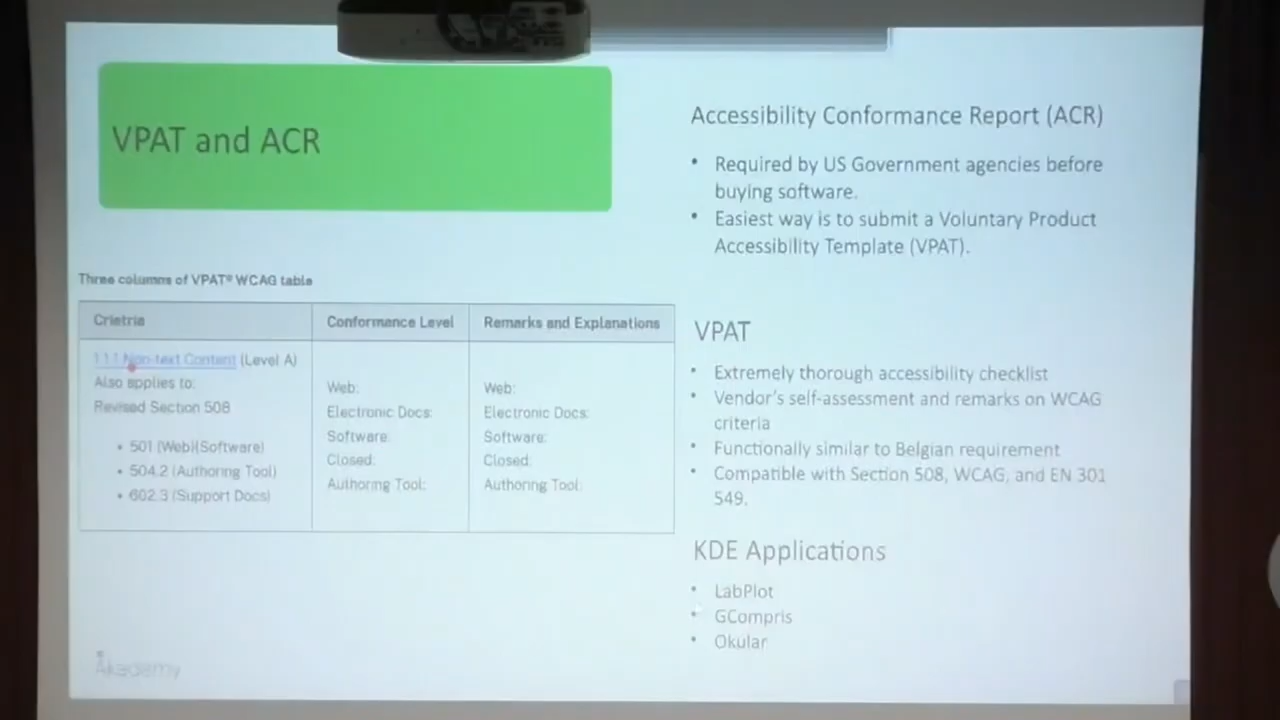 VPAT and ACR
Three columns of VPAT® WCAG table
Crietria
Conformance Level
Remarks and Explanations
1.1.1 Non-text Content (Level A)
Also applies to:
Revised Section 508
• 501 (Web)(Software)
• 504.2 (Authoring Tool)
• 602.3 (Support Docs)
Web:
Electronic Docs:
Software:
Closed:
Authoring Tool:
Web:
Electronic Docs:
Software:
Closed:
Authoring Tool:
Akademy
Accessibility Conformance Report (ACR)
• Required by US Government agencies before
buying software.
• Easiest way is to submit a Voluntary Product
Accessibility Template (VPAT).
VPAT
• Extremely thorough accessibility checklist
• Vendor's self-assessment and remarks on WCAG
criteria
• Functionally similar to Belgian requirement
• Compatible with Section 508, WCAG, and EN 301
549.
KDE Applications
• LabPlot
• GCompris
• Okular